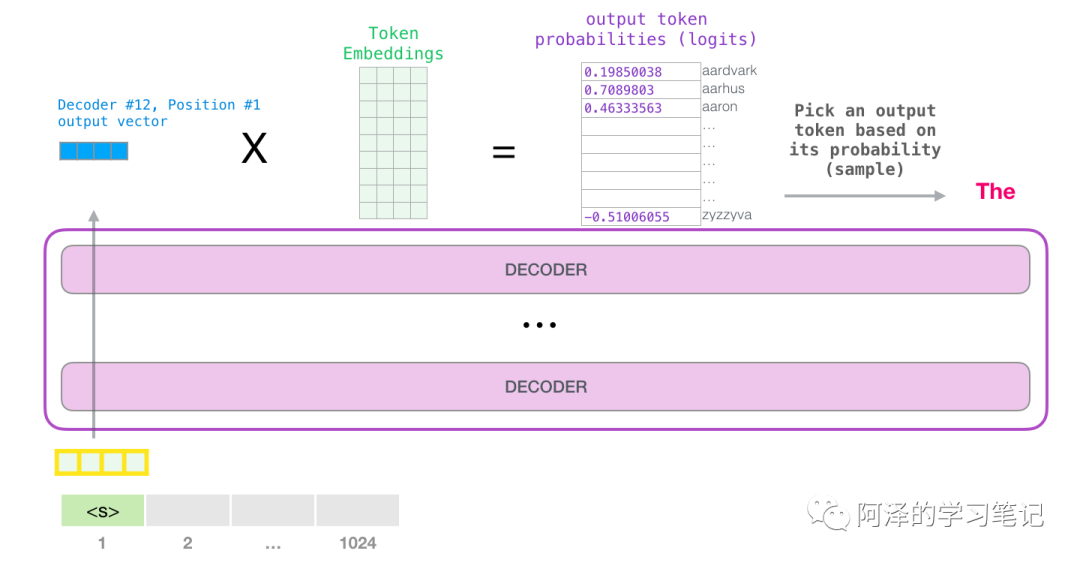 output token
probabilities (logits)
Token
Embeddings
Decoder #12, Position #1
output vector
X
=
0.19850038 aardvark
0.7089803 aarhus
0.46333563 aaron
...
...
...
...
...
-0.51006055 zyzzyva
Pick an output
token based on
its probability
(sample)
The
DECODER
...
DECODER
<s>
1 2 ... 1024
阿泽的学习笔记